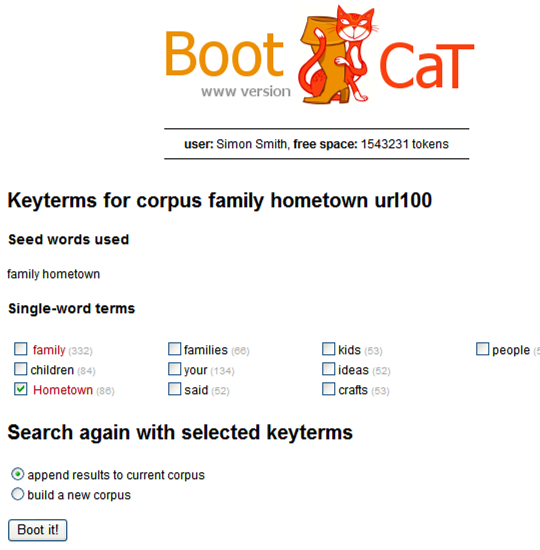 Boot CaT
www version
user: Simon Smith, free space: 1543231 tokens
Keyterms for corpus family hometown url100
Seed words used
family hometown
Single-word terms
family (332) families (66) kids (53) people
children (84) your (134) ideas (52)
Hometown (86) said (52) crafts (53)
Search again with selected keyterms
append results to current corpus
build a new corpus
Boot it!